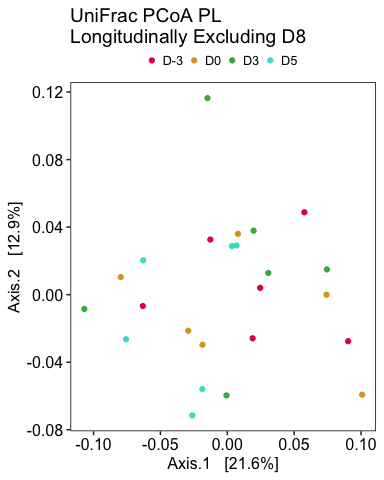 UniFrac PCoA PL
Longitudinally Excluding D8
D-3 D0 D3 D5
0.12
0.08
0.04
0.00
-0.04
-0.08
Axis.2 [12.9%]
-0.10 -0.05 0.00 0.05 0.10
Axis.1 [21.6%]